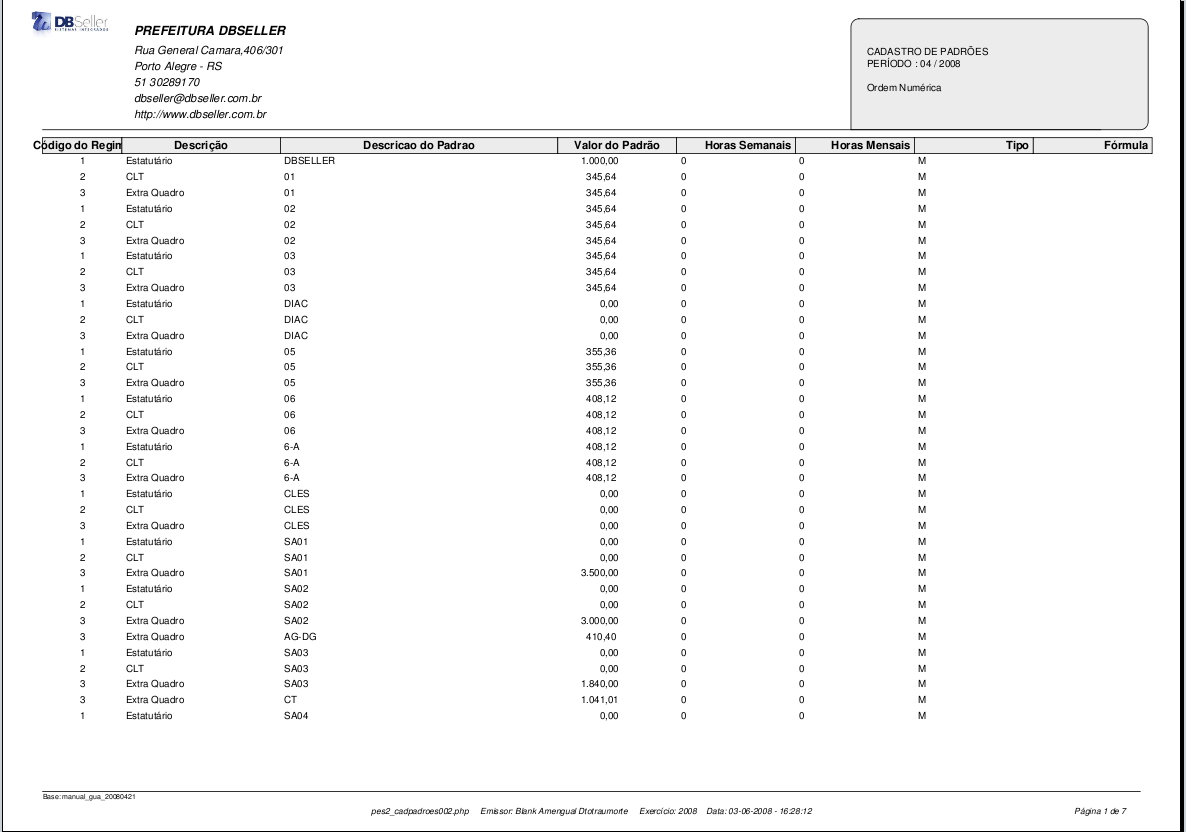 DBSeller
SISTEMAS INTEGRADOS
PREFEITURA DBSELLER
Rua General Camara,406/301
Porto Alegre - RS
51 30289170
dbseller@dbseller.com.br
http://www.dbseller.com.br
CADASTRO DE PADRÕES
PERÍODO : 04 / 2008
Ordem Numérica
Código do Regim Descrição Descricao do Padrao Valor do Padrão Horas Semanais Horas Mensais Tipo Fórmula
1 Estatutário DBSELLER 1.000,00 0 0 M
2 CLT 01 345,64 0 0 M
3 Extra Quadro 01 345,64 0 0 M
1 Estatutário 02 345,64 0 0 M
2 CLT 02 345,64 0 0 M
3 Extra Quadro 02 345,64 0 0 M
1 Estatutário 03 345,64 0 0 M
2 CLT 03 345,64 0 0 M
3 Extra Quadro 03 345,64 0 0 M
1 Estatutário DIAC 0,00 0 0 M
2 CLT DIAC 0,00 0 0 M
3 Extra Quadro DIAC 0,00 0 0 M
1 Estatutário 05 355,36 0 0 M
2 CLT 05 355,36 0 0 M
3 Extra Quadro 05 355,36 0 0 M
1 Estatutário 06 408,12 0 0 M
2 CLT 06 408,12 0 0 M
3 Extra Quadro 06 408,12 0 0 M
1 Estatutário 6-A 408,12 0 0 M
2 CLT 6-A 408,12 0 0 M
3 Extra Quadro 6-A 408,12 0 0 M
1 Estatutário CLES 0,00 0 0 M
2 CLT CLES 0,00 0 0 M
3 Extra Quadro CLES 0,00 0 0 M
1 Estatutário SA01 0,00 0 0 M
2 CLT SA01 0,00 0 0 M
3 Extra Quadro SA01 3.500,00 0 0 M
1 Estatutário SA02 0,00 0 0 M
2 CLT SA02 0,00 0 0 M
3 Extra Quadro SA02 3.000,00 0 0 M
3 Extra Quadro AG-DG 410,40 0 0 M
1 Estatutário SA03 0,00 0 0 M
2 CLT SA03 0,00 0 0 M
3 Extra Quadro SA03 1.840,00 0 0 M
3 Extra Quadro CT 1.041,01 0 0 M
1 Estatutário SA04 0,00 0 0 M
Base: manual_gua_20080421
pes2_cadpadroes002.php Emissor: Blank Amengual Dtotraumorte Exercício: 2008 Data: 03-06-2008 - 16:28:12 Página 1 de 7